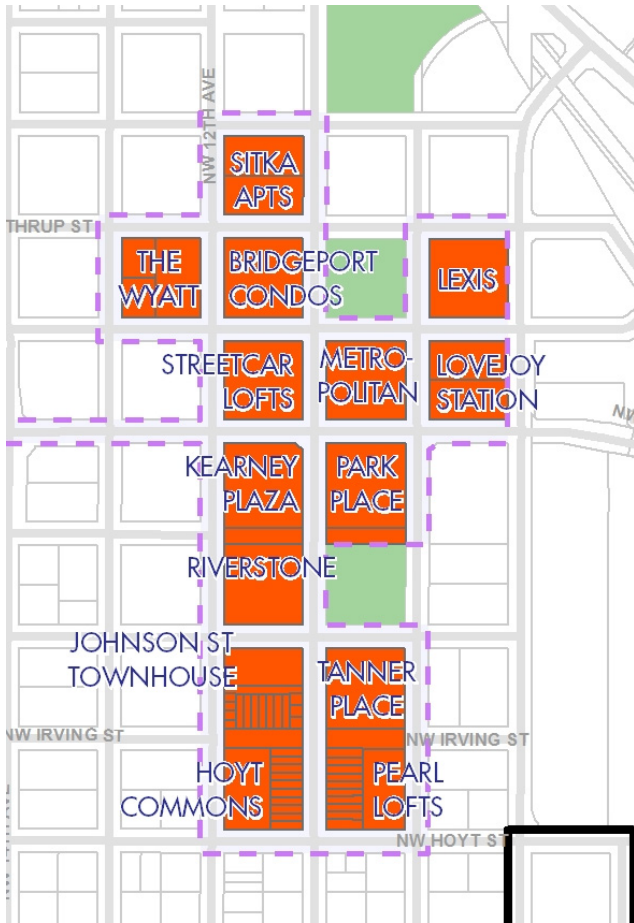 NW 12TH AVE
SITKA
APTS
THRUP ST
THE
WYATT
BRIDGEPORT
CONDOS
LEXIS
STREETCAR
LOFTS
METRO-
POLITAN
LOVEJOY
STATION
NW
KEARNEY
PLAZA
PARK
PLACE
RIVERSTONE
JOHNSON ST
TOWNHOUSE
TANNER
PLACE
NW IRVING ST
NW IRVING ST
HOYT
COMMONS
PEARL
LOFTS
NW HOYT ST